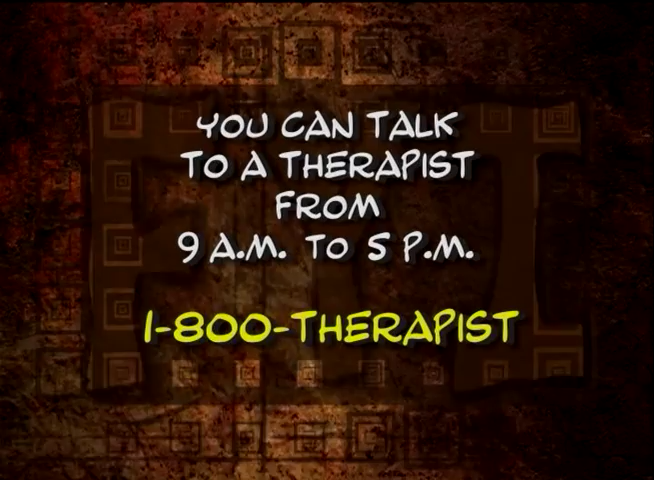 YOU CAN TALK
TO A THERAPIST
FROM
9 A.M. TO 5 P.M.
1-800-THERAPIST